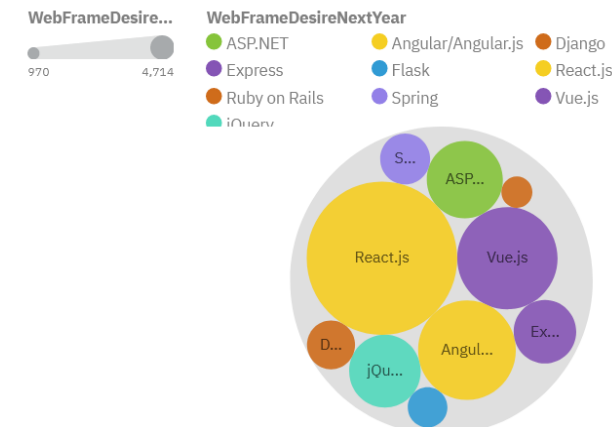 WebFrameDesire...
970 4,714
WebFrameDesireNextYear
ASP.NET Angular/Angular.js Django
Express Flask React.js
Ruby on Rails Spring Vue.js
jQuery
S...
ASP...
React.js
Vue.js
Ex...
D...
jQu...
Angul...